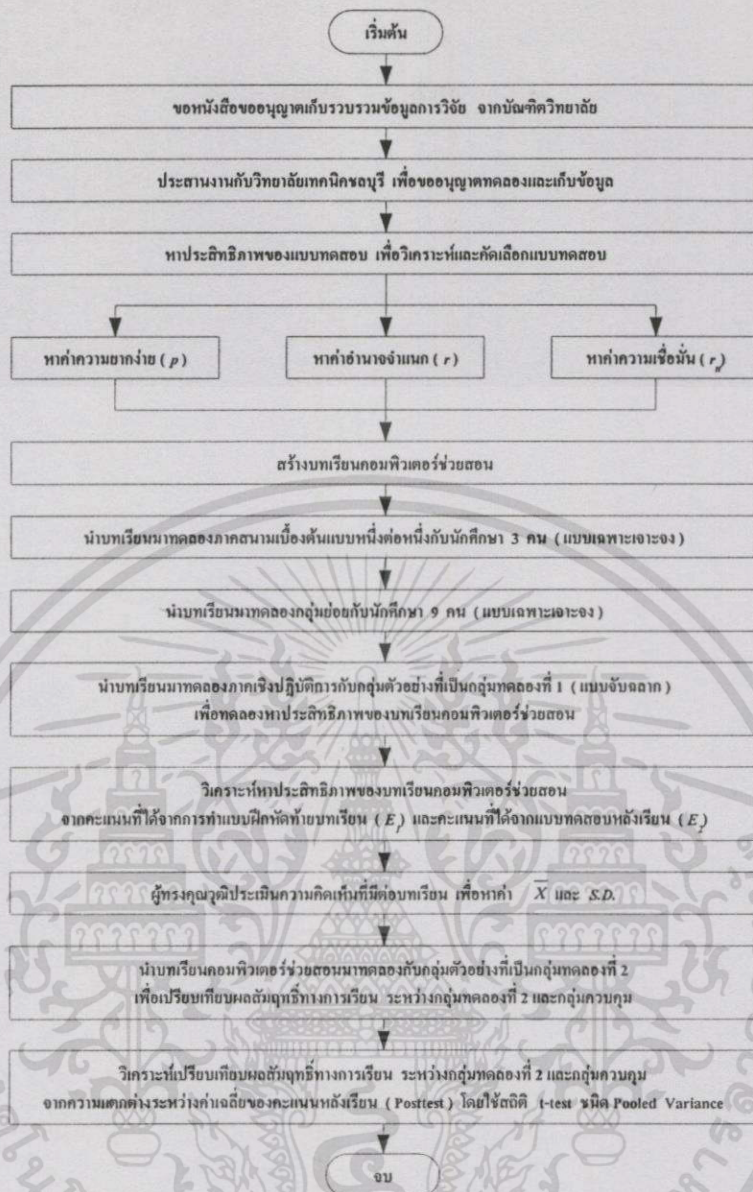 เริ่มต้น
ขอหนังสือขออนุญาตเก็บรวบรวมข้อมูลการวิจัย จากบัณฑิตวิทยาลัย
ประสานงานกับวิทยาลัยเทคนิคชลบุรี เพื่อขออนุญาตทดลองและเก็บข้อมูล
หาประสิทธิภาพของแบบทดสอบ เพื่อวิเคราะห์และคัดเลือกแบบทดสอบ
หาค่าความยากง่าย ( p )
หาค่าอำนาจจำแนก ( r )
หาค่าความเชื่อมั่น ( r_tt )
สร้างบทเรียนคอมพิวเตอร์ช่วยสอน
นำบทเรียนมาทดลองภาคสนามเบื้องต้นแบบหนึ่งต่อหนึ่งกับนักศึกษา 3 คน ( แบบเฉพาะเจาะจง )
นำบทเรียนมาทดลองกลุ่มย่อยกับนักศึกษา 9 คน ( แบบเฉพาะเจาะจง )
นำบทเรียนมาทดลองภาคเชิงปฏิบัติการกับกลุ่มตัวอย่างที่เป็นกลุ่มทดลองที่ 1 ( แบบจับฉลาก )
เพื่อทดลองหาประสิทธิภาพของบทเรียนคอมพิวเตอร์ช่วยสอน
วิเคราะห์หาประสิทธิภาพของบทเรียนคอมพิวเตอร์ช่วยสอน
จากคะแนนที่ได้จากการทำแบบฝึกหัดท้ายบทเรียน ( E₁) และคะแนนที่ได้จากแบบทดสอบหลังเรียน ( E₂)
ผู้ทรงคุณวุฒิประเมินความคิดเห็นที่มีต่อบทเรียน เพื่อหาค่า X̅ และ S.D.
นำบทเรียนคอมพิวเตอร์ช่วยสอนมาทดลองกับกลุ่มตัวอย่างที่เป็นกลุ่มทดลองที่ 2
เพื่อเปรียบเทียบผลสัมฤทธิ์ทางการเรียน ระหว่างกลุ่มทดลองที่ 2 และกลุ่มควบคุม
วิเคราะห์เปรียบเทียบผลสัมฤทธิ์ทางการเรียน ระหว่างกลุ่มทดลองที่ 2 และกลุ่มควบคุม
จากความแตกต่างระหว่างค่าเฉลี่ยของคะแนนหลังเรียน ( Posttest ) โดยใช้สถิติ t-test ชนิด Pooled Variance
จบ